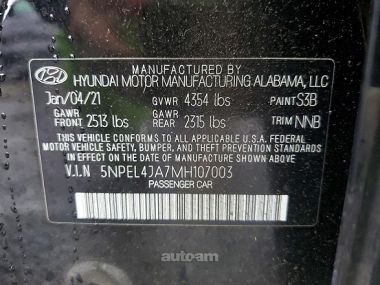 MANUFACTURED BY
HYUNDAI MOTOR MANUFACTURING ALABAMA, LLC
Jan/04/21 GVWR 4354 lbs PAINT S3B
GAWR FRONT 2513 lbs GAWR REAR 2315 lbs TRIM NNB
THIS VEHICLE CONFORMS TO ALL APPLICABLE U.S.A. FEDERAL
MOTOR VEHICLE SAFETY, BUMPER, AND THEFT PREVENTION STANDARDS
IN EFFECT ON THE DATE OF MANUFACTURE SHOWN ABOVE.
V.I.N 5NPEL4JA7MH107003
PASSENGER CAR
autoam